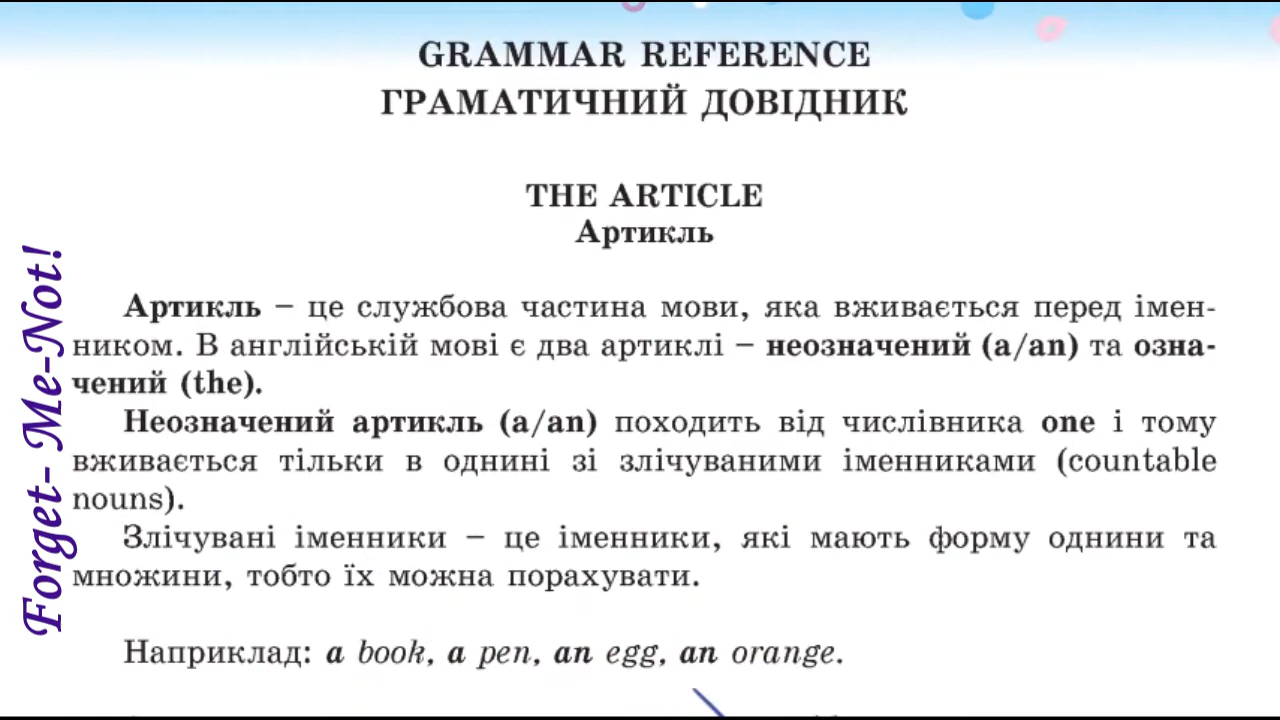 GRAMMAR REFERENCE
ГРАМАТИЧНИЙ ДОВІДНИК
THE ARTICLE
Артикль
Артикль – це службова частина мови, яка вживається перед імен-
ником. В англійській мові є два артиклі – неозначений (a/an) та озна-
чений (the).
Неозначений артикль (a/an) походить від числівника one і тому
вживається тільки в однині зі злічуваними іменниками (countable
nouns).
Злічувані іменники – це іменники, які мають форму однини та
множини, тобто їх можна порахувати.
Наприклад: a book, a pen, an egg, an orange.
Forget- Me-Not!